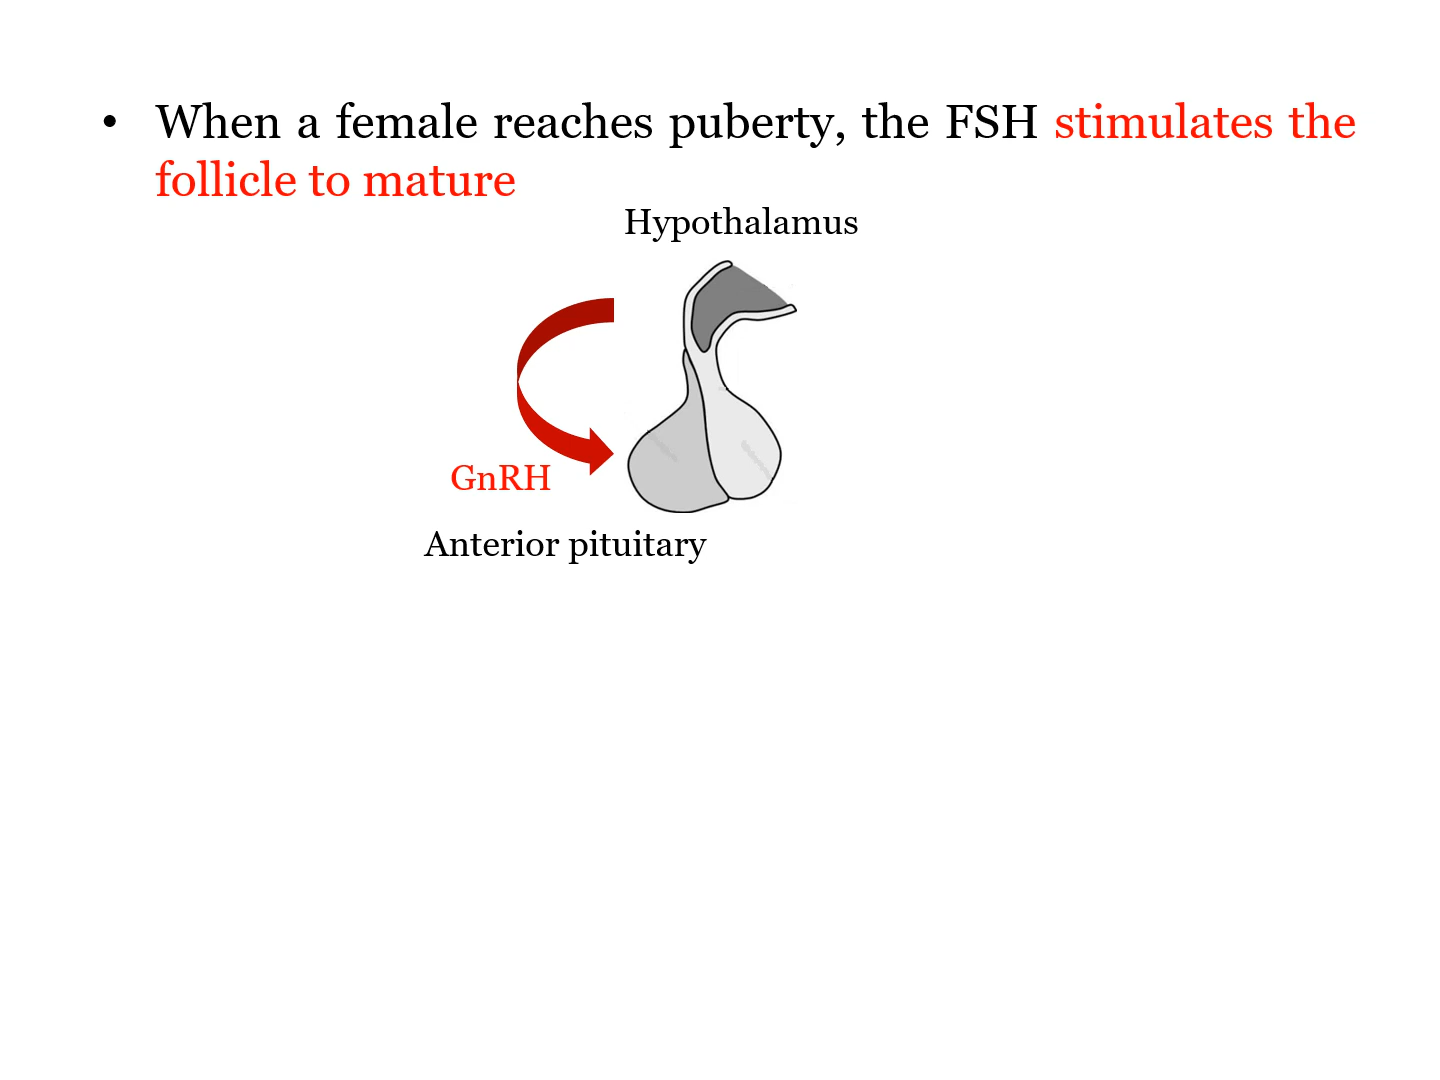 • When a female reaches puberty, the FSH stimulates the
follicle to mature
Hypothalamus
GnRH
Anterior pituitary